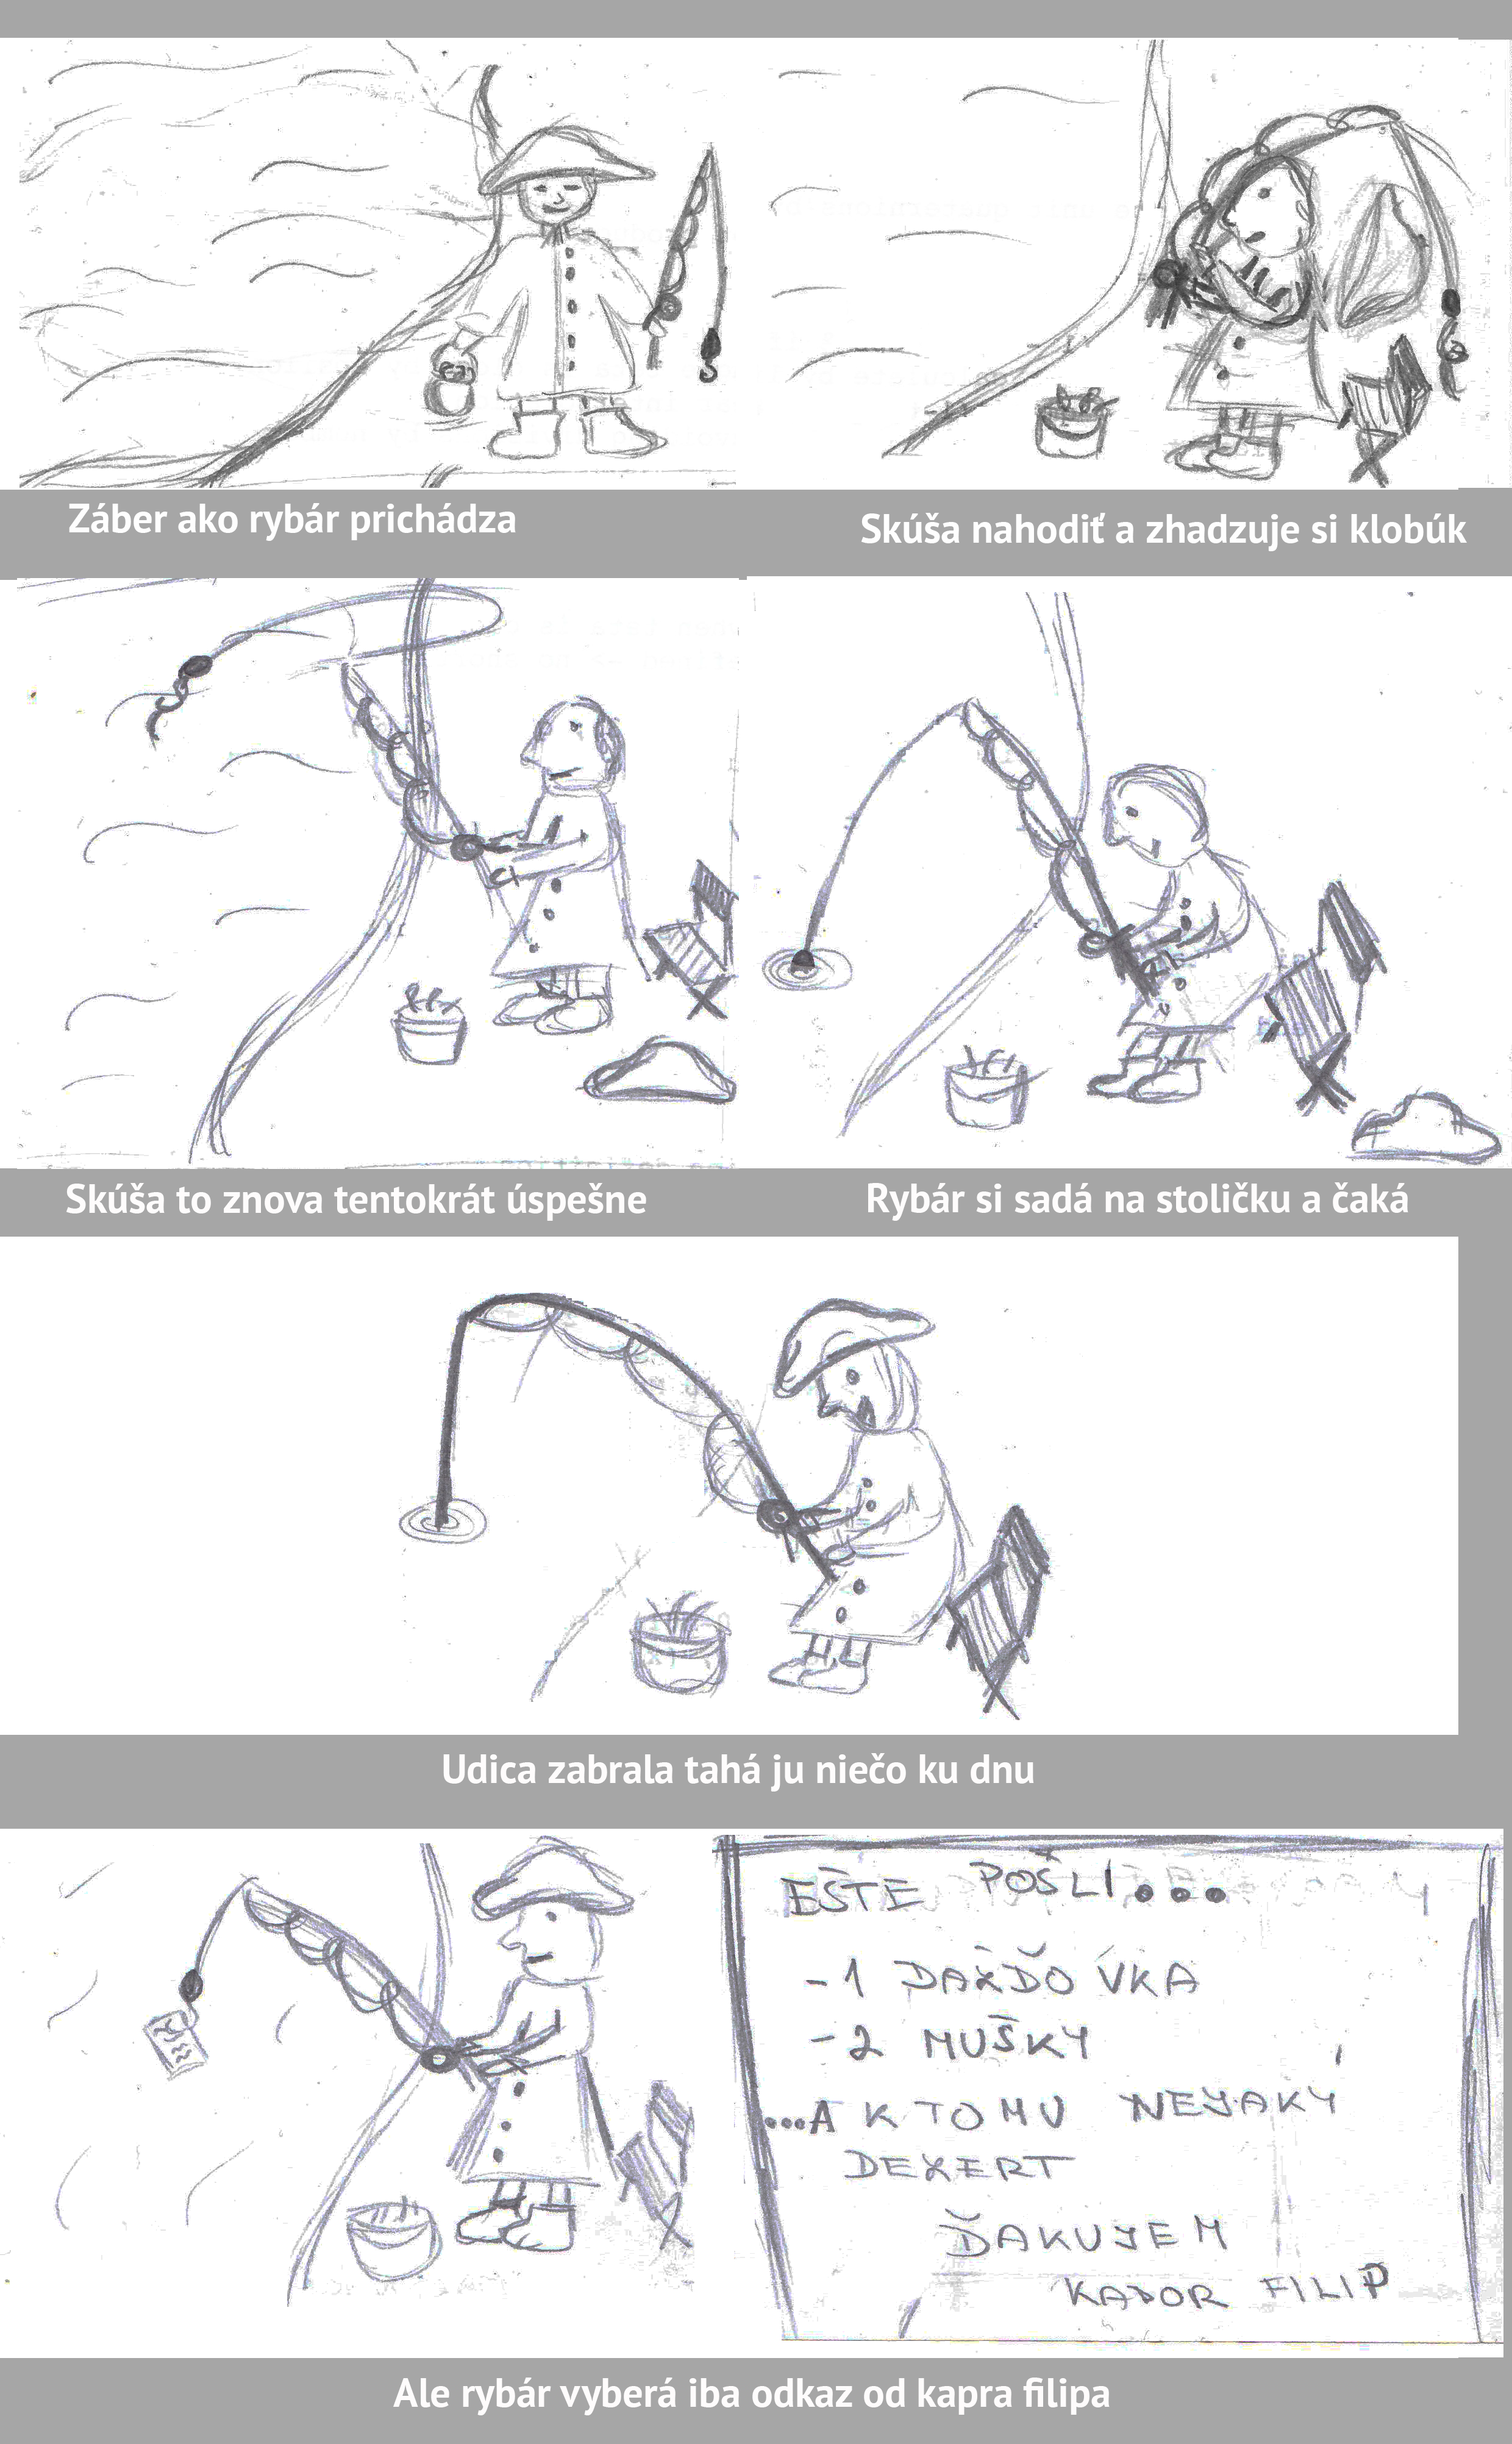 Záber ako rybár prichádza
Skúša nahodiť a zhadzuje si klobúk
Skúša to znova tentokrát úspešne
Rybár si sadá na stoličku a čaká
Udica zabrala tahá ju niečo ku dnu
EŠTE POŠLI...
-1 DAŽĎOVKA
-2 MUŠKY
...A K TOMU NEJAKÝ
DEZERT
ĎAKUJEM
KAPOR FILIP
Ale rybár vyberá iba odkaz od kapra filipa